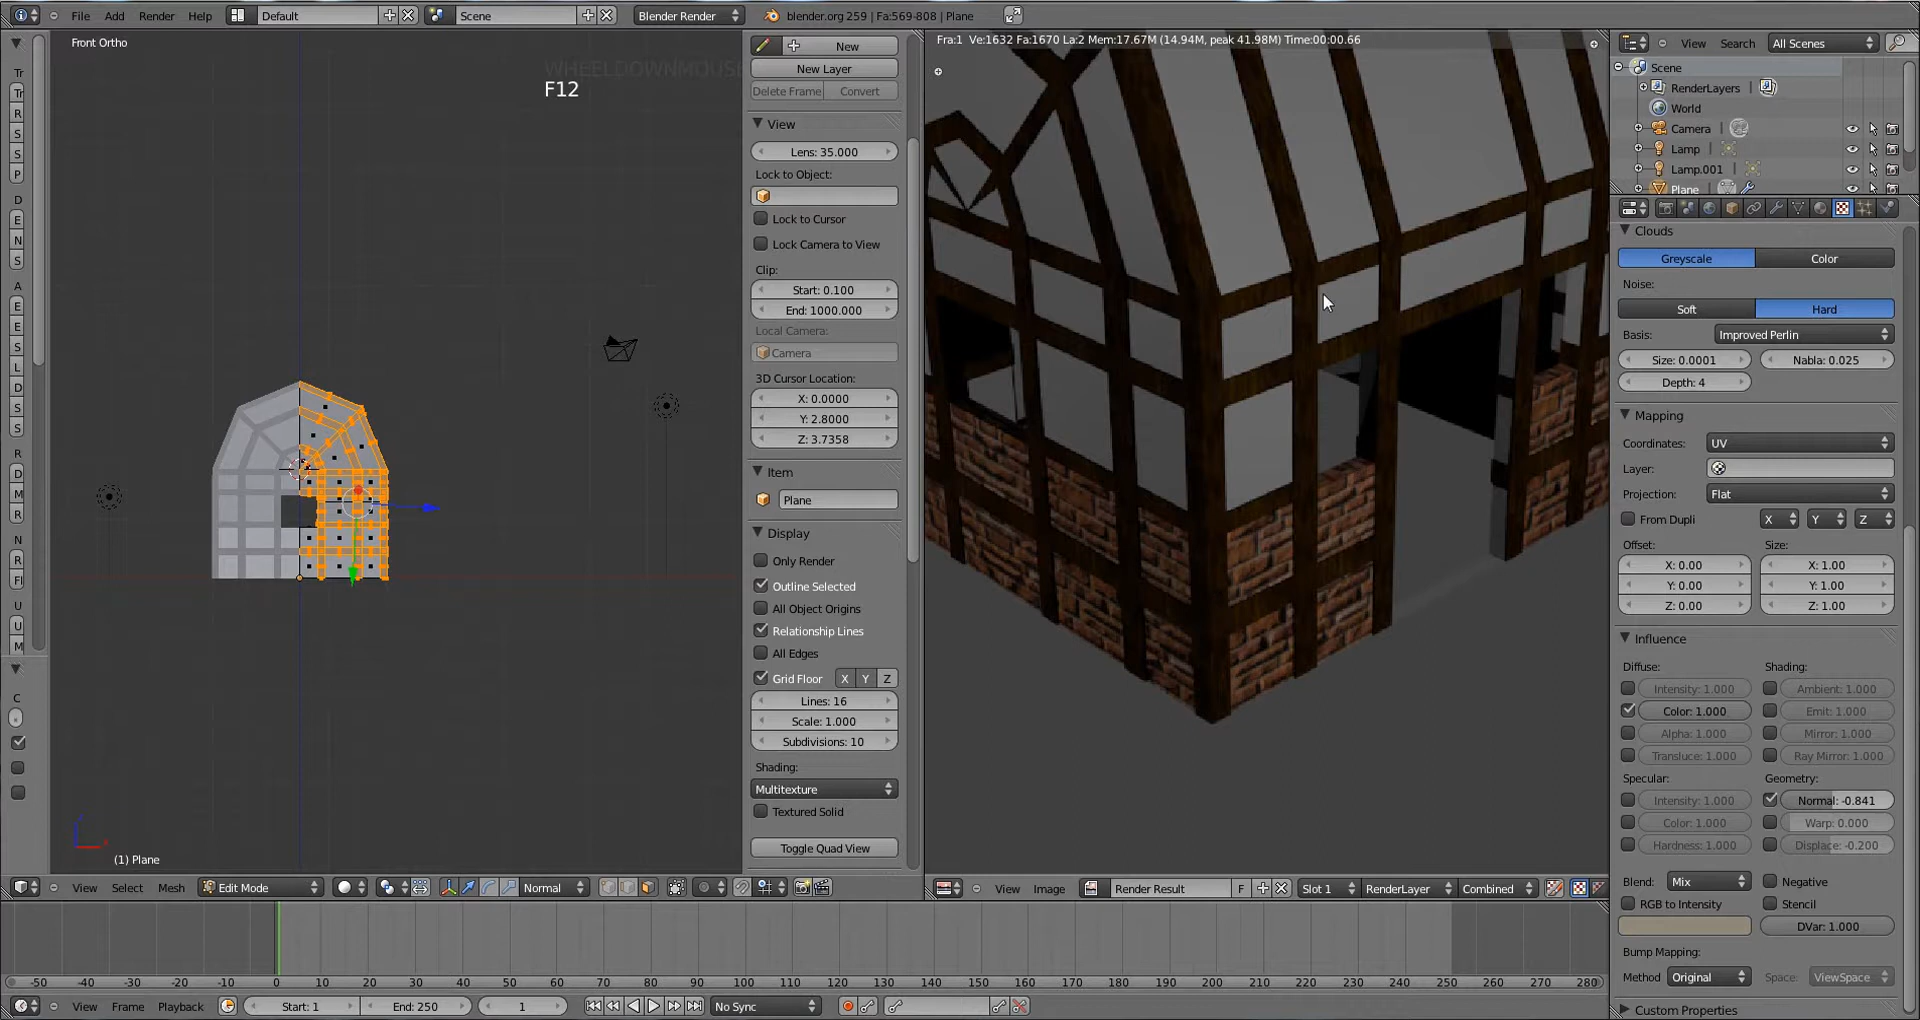 File Add Render Help Default Scene Blender Render blender.org 259 | Fa:569-808 | Plane
Front Ortho
F12
WHEELDOWNMOUSE
Tr
Tr
R
S
S
P
D
E
N
S
A
E
E
S
L
D
S
S
R
D
M
R
N
R
Fl
U
U
M
C
(1) Plane
New
New Layer
Delete Frame Convert
View
Lens: 35.000
Lock to Object:
Lock to Cursor
Lock Camera to View
Clip:
Start: 0.100
End: 1000.000
Local Camera:
Camera
3D Cursor Location:
X: 0.0000
Y: 2.8000
Z: 3.7358
Item
Plane
Display
Only Render
Outline Selected
All Object Origins
Relationship Lines
All Edges
Grid Floor X Y Z
Lines: 16
Scale: 1.000
Subdivisions: 10
Shading:
Multitexture
Textured Solid
Toggle Quad View
Fra:1 Ve:1632 Fa:1670 La:2 Mem:17.67M (14.94M, peak 41.98M) Time:00:00.66
View Search All Scenes
Scene
RenderLayers
World
Camera
Lamp
Lamp.001
Plane
Clouds
Greyscale Color
Noise:
Soft Hard
Basis: Improved Perlin
Size: 0.0001 Nabla: 0.025
Depth: 4
Mapping
Coordinates: UV
Layer:
Projection: Flat
From Dupli X Y Z
Offset: Size:
X: 0.00 X: 1.00
Y: 0.00 Y: 1.00
Z: 0.00 Z: 1.00
Influence
Diffuse: Shading:
Intensity: 1.000 Ambient: 1.000
Color: 1.000 Emit: 1.000
Alpha: 1.000 Mirror: 1.000
Transluce: 1.000 Ray Mirror: 1.000
Specular: Geometry:
Intensity: 1.000 Normal: -0.841
Color: 1.000 Warp: 0.000
Hardness: 1.000 Displace: -0.200
Blend: Mix Negative
RGB to Intensity Stencil
DVar: 1.000
Bump Mapping:
Method Original Space: ViewSpace
Custom Properties
View Select Mesh Edit Mode Normal
View Image Render Result F Slot 1 RenderLayer Combined
-50 -40 -30 -20 -10 0 10 20 30 40 50 60 70 80 90 100 110 120 130 140 150 160 170 180 190 200 210 220 230 240 250 260 270 280
View Frame Playback Start: 1 End: 250 1 No Sync